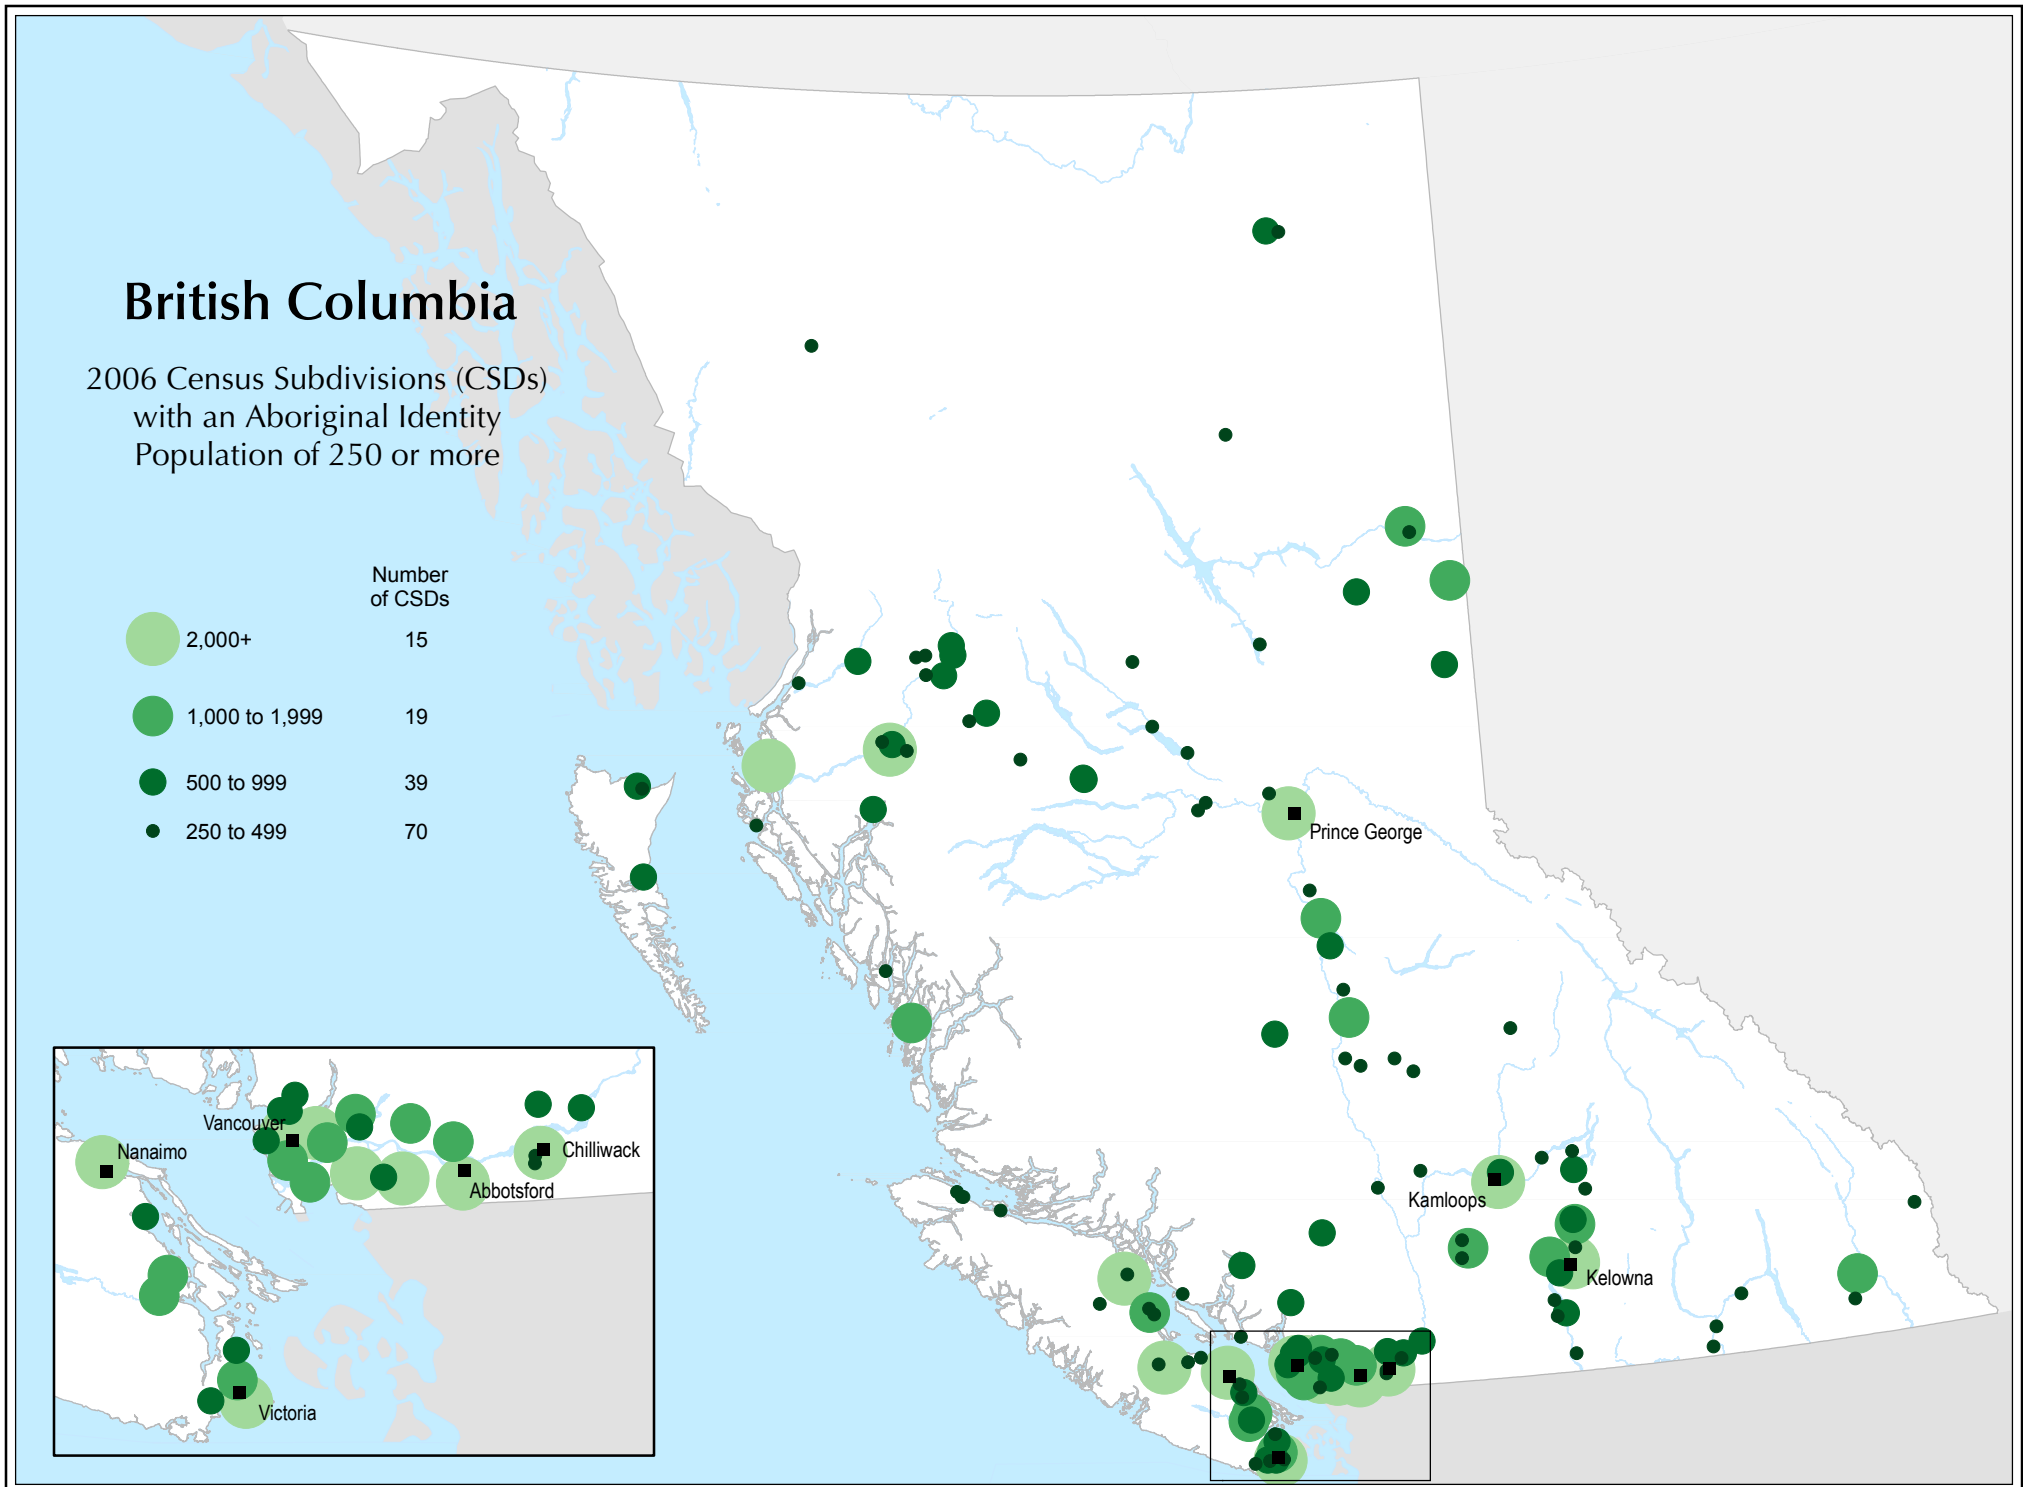 British Columbia
2006 Census Subdivisions (CSDs)
with an Aboriginal Identity
Population of 250 or more
Number
of CSDs
2,000+ 15
1,000 to 1,999 19
500 to 999 39
250 to 499 70
Prince George
Kamloops
Kelowna
Vancouver
Nanaimo
Chilliwack
Abbotsford
Victoria